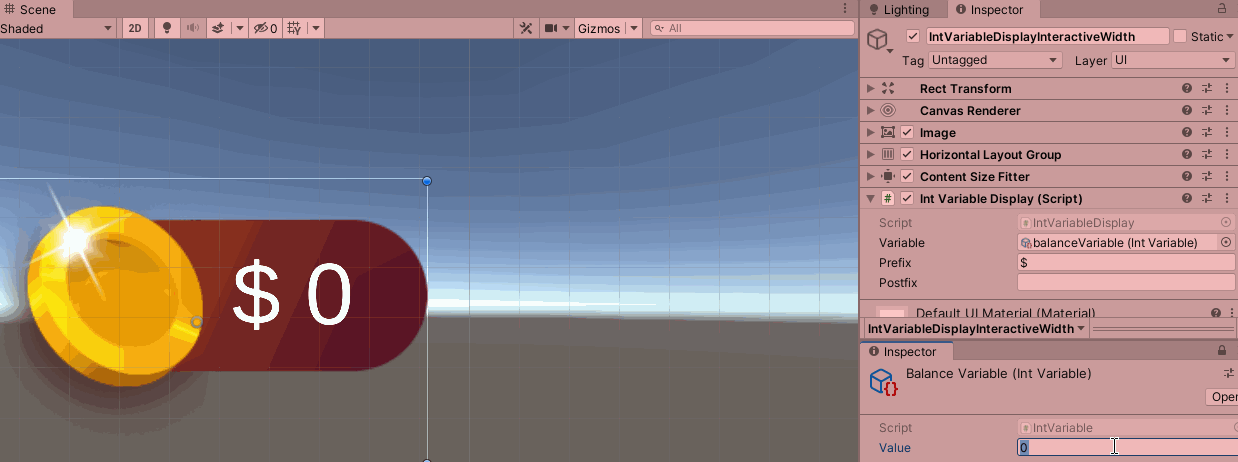 Scene
Shaded
2D
0
Gizmos
All
$ 0
Lighting
Inspector
IntVariableDisplayInteractiveWidth
Static
Tag Untagged Layer UI
Rect Transform
Canvas Renderer
# Image
Horizontal Layout Group
Content Size Fitter
# Int Variable Display (Script)
Script IntVariableDisplay
Variable balanceVariable (Int Variable)
Prefix $
Postfix
Default UI Material (Material)
IntVariableDisplayInteractiveWidth
Inspector
Balance Variable (Int Variable)
Open
Script IntVariable
Value 0